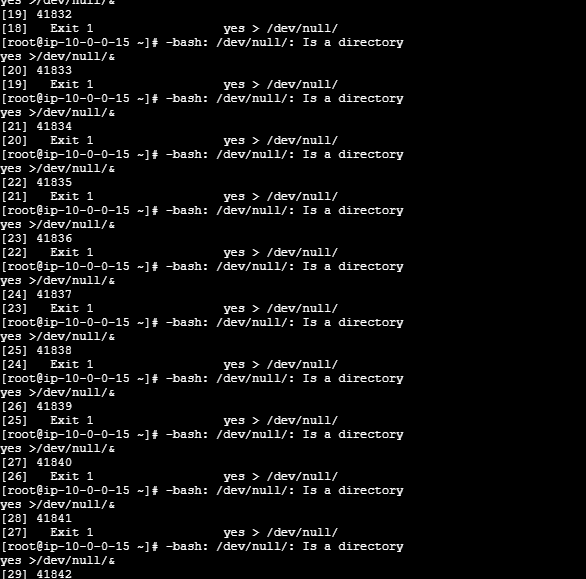 yes >/dev/null/&
[19] 41832
[18]   Exit 1                  yes > /dev/null/
[root@ip-10-0-0-15 ~]# -bash: /dev/null/: Is a directory
yes >/dev/null/&
[20] 41833
[19]   Exit 1                  yes > /dev/null/
[root@ip-10-0-0-15 ~]# -bash: /dev/null/: Is a directory
yes >/dev/null/&
[21] 41834
[20]   Exit 1                  yes > /dev/null/
[root@ip-10-0-0-15 ~]# -bash: /dev/null/: Is a directory
yes >/dev/null/&
[22] 41835
[21]   Exit 1                  yes > /dev/null/
[root@ip-10-0-0-15 ~]# -bash: /dev/null/: Is a directory
yes >/dev/null/&
[23] 41836
[22]   Exit 1                  yes > /dev/null/
[root@ip-10-0-0-15 ~]# -bash: /dev/null/: Is a directory
yes >/dev/null/&
[24] 41837
[23]   Exit 1                  yes > /dev/null/
[root@ip-10-0-0-15 ~]# -bash: /dev/null/: Is a directory
yes >/dev/null/&
[25] 41838
[24]   Exit 1                  yes > /dev/null/
[root@ip-10-0-0-15 ~]# -bash: /dev/null/: Is a directory
yes >/dev/null/&
[26] 41839
[25]   Exit 1                  yes > /dev/null/
[root@ip-10-0-0-15 ~]# -bash: /dev/null/: Is a directory
yes >/dev/null/&
[27] 41840
[26]   Exit 1                  yes > /dev/null/
[root@ip-10-0-0-15 ~]# -bash: /dev/null/: Is a directory
yes >/dev/null/&
[28] 41841
[27]   Exit 1                  yes > /dev/null/
[root@ip-10-0-0-15 ~]# -bash: /dev/null/: Is a directory
yes >/dev/null/&
[29] 41842